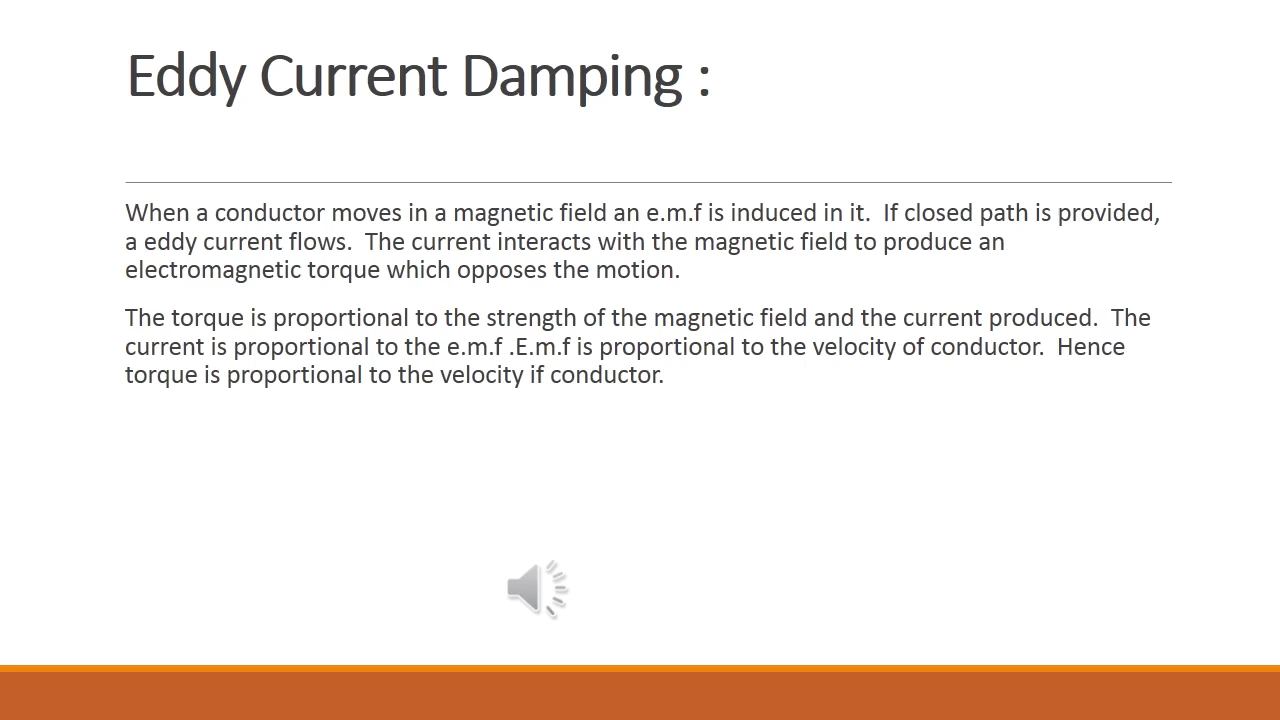 Eddy Current Damping :
When a conductor moves in a magnetic field an e.m.f is induced in it.  If closed path is provided,
a eddy current flows.  The current interacts with the magnetic field to produce an
electromagnetic torque which opposes the motion.
The torque is proportional to the strength of the magnetic field and the current produced.  The
current is proportional to the e.m.f .E.m.f is proportional to the velocity of conductor.  Hence
torque is proportional to the velocity if conductor.